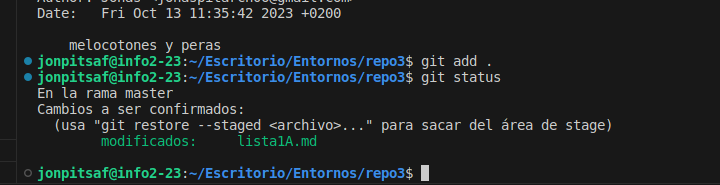 Date:   Fri Oct 13 11:35:42 2023 +0200
    melocotones y peras
jonpitsaf@info2-23:~/Escritorio/Entornos/repo3$ git add .
jonpitsaf@info2-23:~/Escritorio/Entornos/repo3$ git status
En la rama master
Cambios a ser confirmados:
  (usa "git restore --staged <archivo>..." para sacar del área de stage)
        modificados:     lista1A.md
jonpitsaf@info2-23:~/Escritorio/Entornos/repo3$